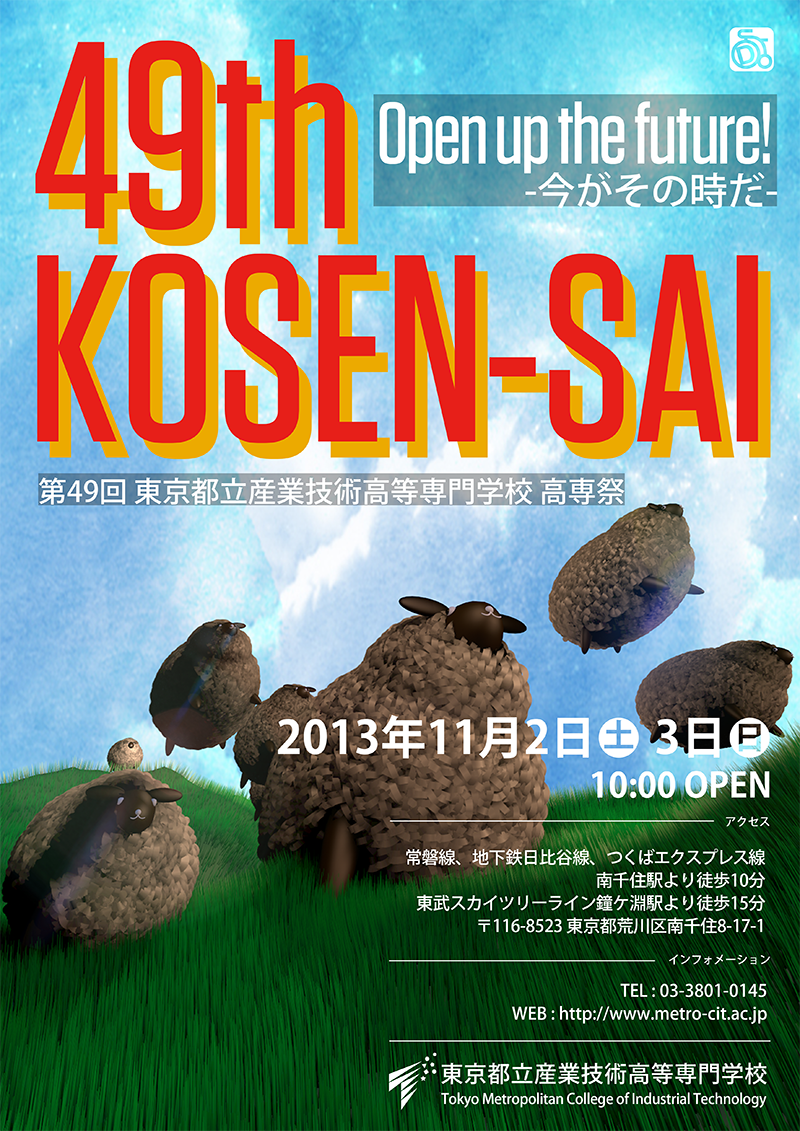 49th
Open up the future!
-今がその時だ-
KOSEN-SAI
第49回 東京都立産業技術高等専門学校 高専祭
2013年11月2日土 3日日
10:00 OPEN
アクセス
常磐線、地下鉄日比谷線、つくばエクスプレス線
南千住駅より徒歩10分
東武スカイツリーライン鐘ケ淵駅より徒歩15分
〒116-8523 東京都荒川区南千住8-17-1
インフォメーション
TEL : 03-3801-0145
WEB : http://www.metro-cit.ac.jp
東京都立産業技術高等専門学校
Tokyo Metropolitan College of Industrial Technology